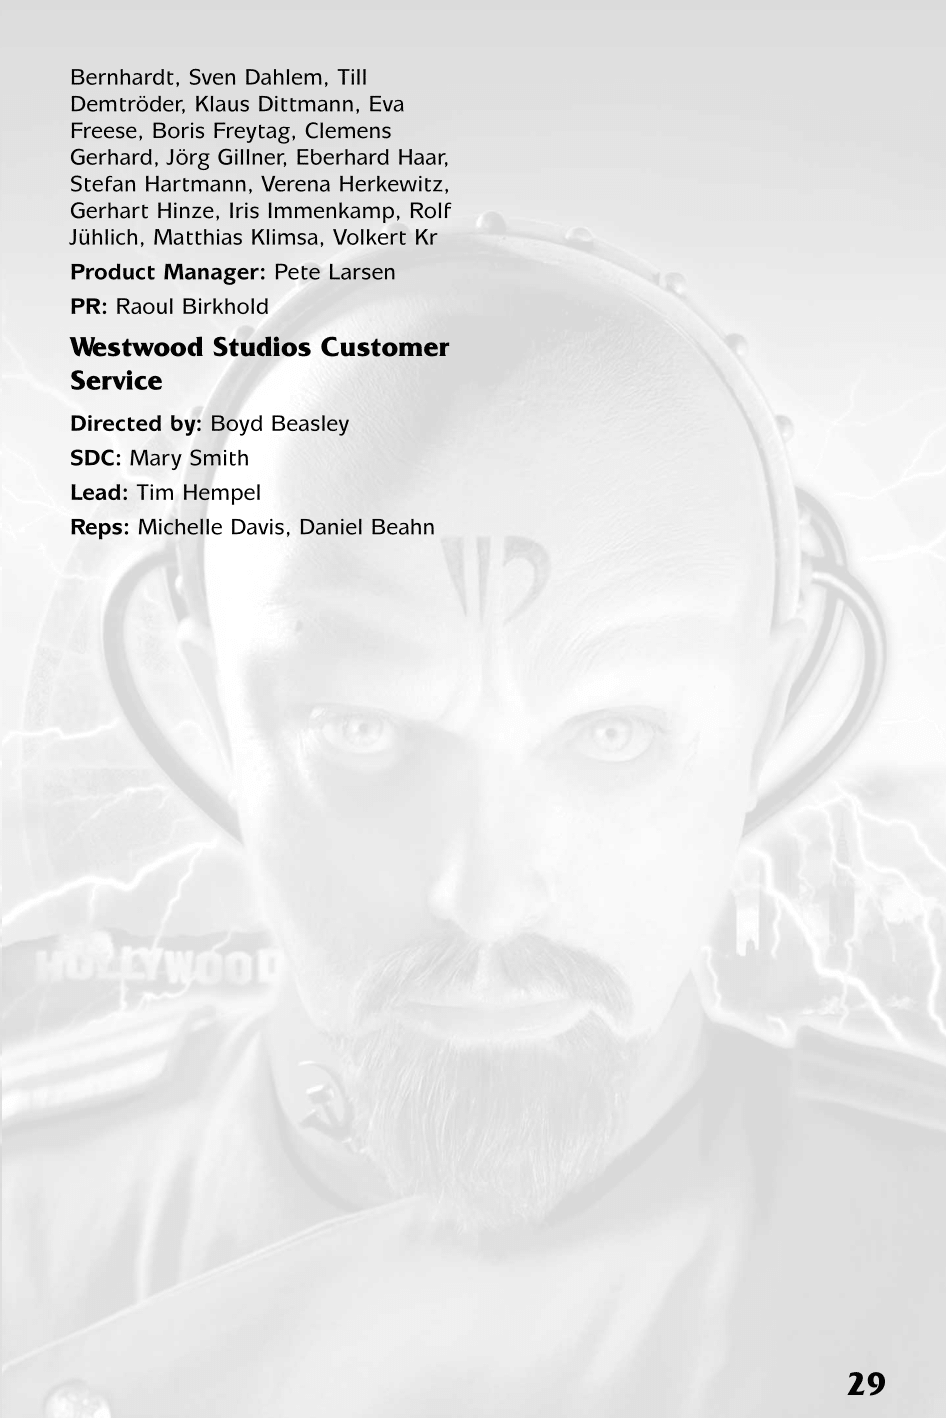 Bernhardt, Sven Dahlem, Till
Demtröder, Klaus Dittmann, Eva
Freese, Boris Freytag, Clemens
Gerhard, Jörg Gillner, Eberhard Haar,
Stefan Hartmann, Verena Herkewitz,
Gerhart Hinze, Iris Immenkamp, Rolf
Jühlich, Matthias Klimsa, Volkert Kr
Product Manager: Pete Larsen
PR: Raoul Birkhold
Westwood Studios Customer
Service
Directed by: Boyd Beasley
SDC: Mary Smith
Lead: Tim Hempel
Reps: Michelle Davis, Daniel Beahn
HOLLYWOOD
29